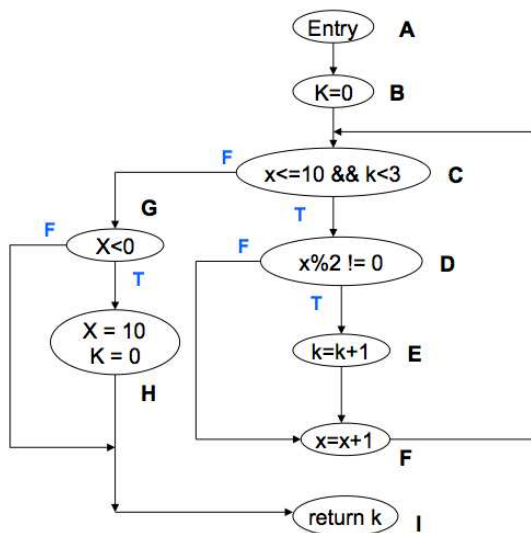 Entry A
K=0 B
F
x<=10 && k<3 C
T
G
F
X<0
T
F
x%2 != 0 D
T
X = 10
K = 0
H
k=k+1 E
x=x+1 F
return k I